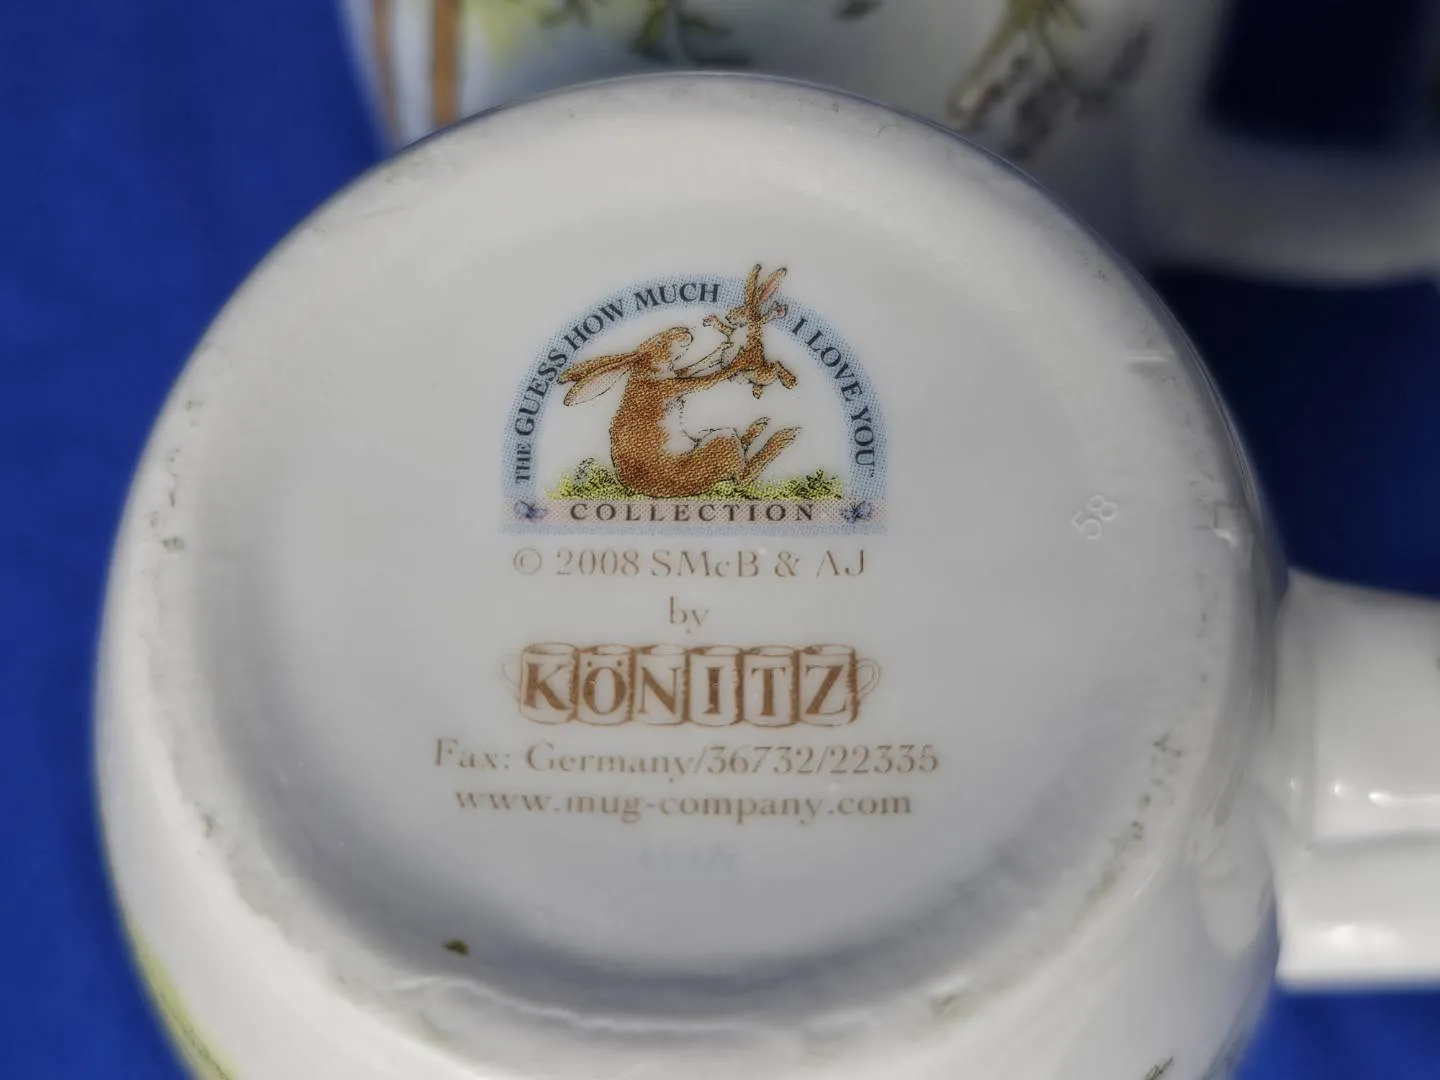 THE GUESS HOW MUCH I LOVE YOU™
COLLECTION
© 2008 SMcB & AJ
by
KÖNITZ
Fax: Germany/36732/22335
www.mug-company.com
58